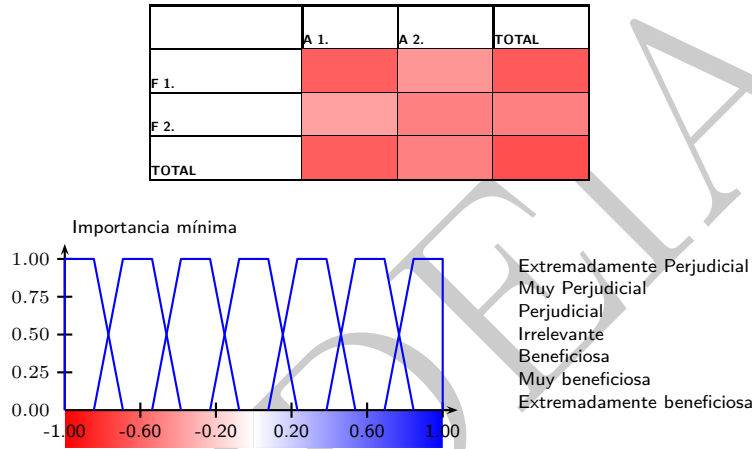 A 1. A 2. TOTAL
F 1.
F 2.
TOTAL
Importancia mínima
1.00
0.75
0.50
0.25
0.00
-1.00 -0.60 -0.20 0.20 0.60 1.00
Extremadamente Perjudicial
Muy Perjudicial
Perjudicial
Irrelevante
Beneficiosa
Muy beneficiosa
Extremadamente beneficiosa